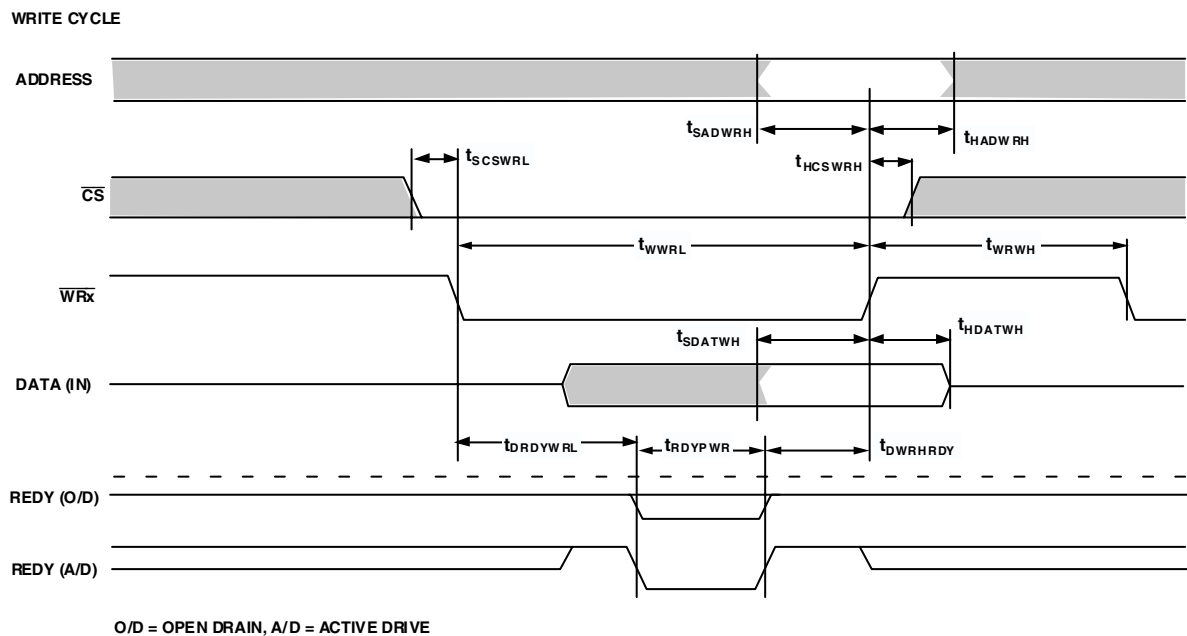 WRITE CYCLE
ADDRESS
tSADWRH
tHADWRH
tSCSWRL
tHCSWRH
CS
tWWRL
tWRWH
WRx
tSDATWH
tHDATWH
DATA (IN)
tDRDYWRL
tRDYPWR
tDWRHRDY
REDY (O/D)
REDY (A/D)
O/D = OPEN DRAIN, A/D = ACTIVE DRIVE